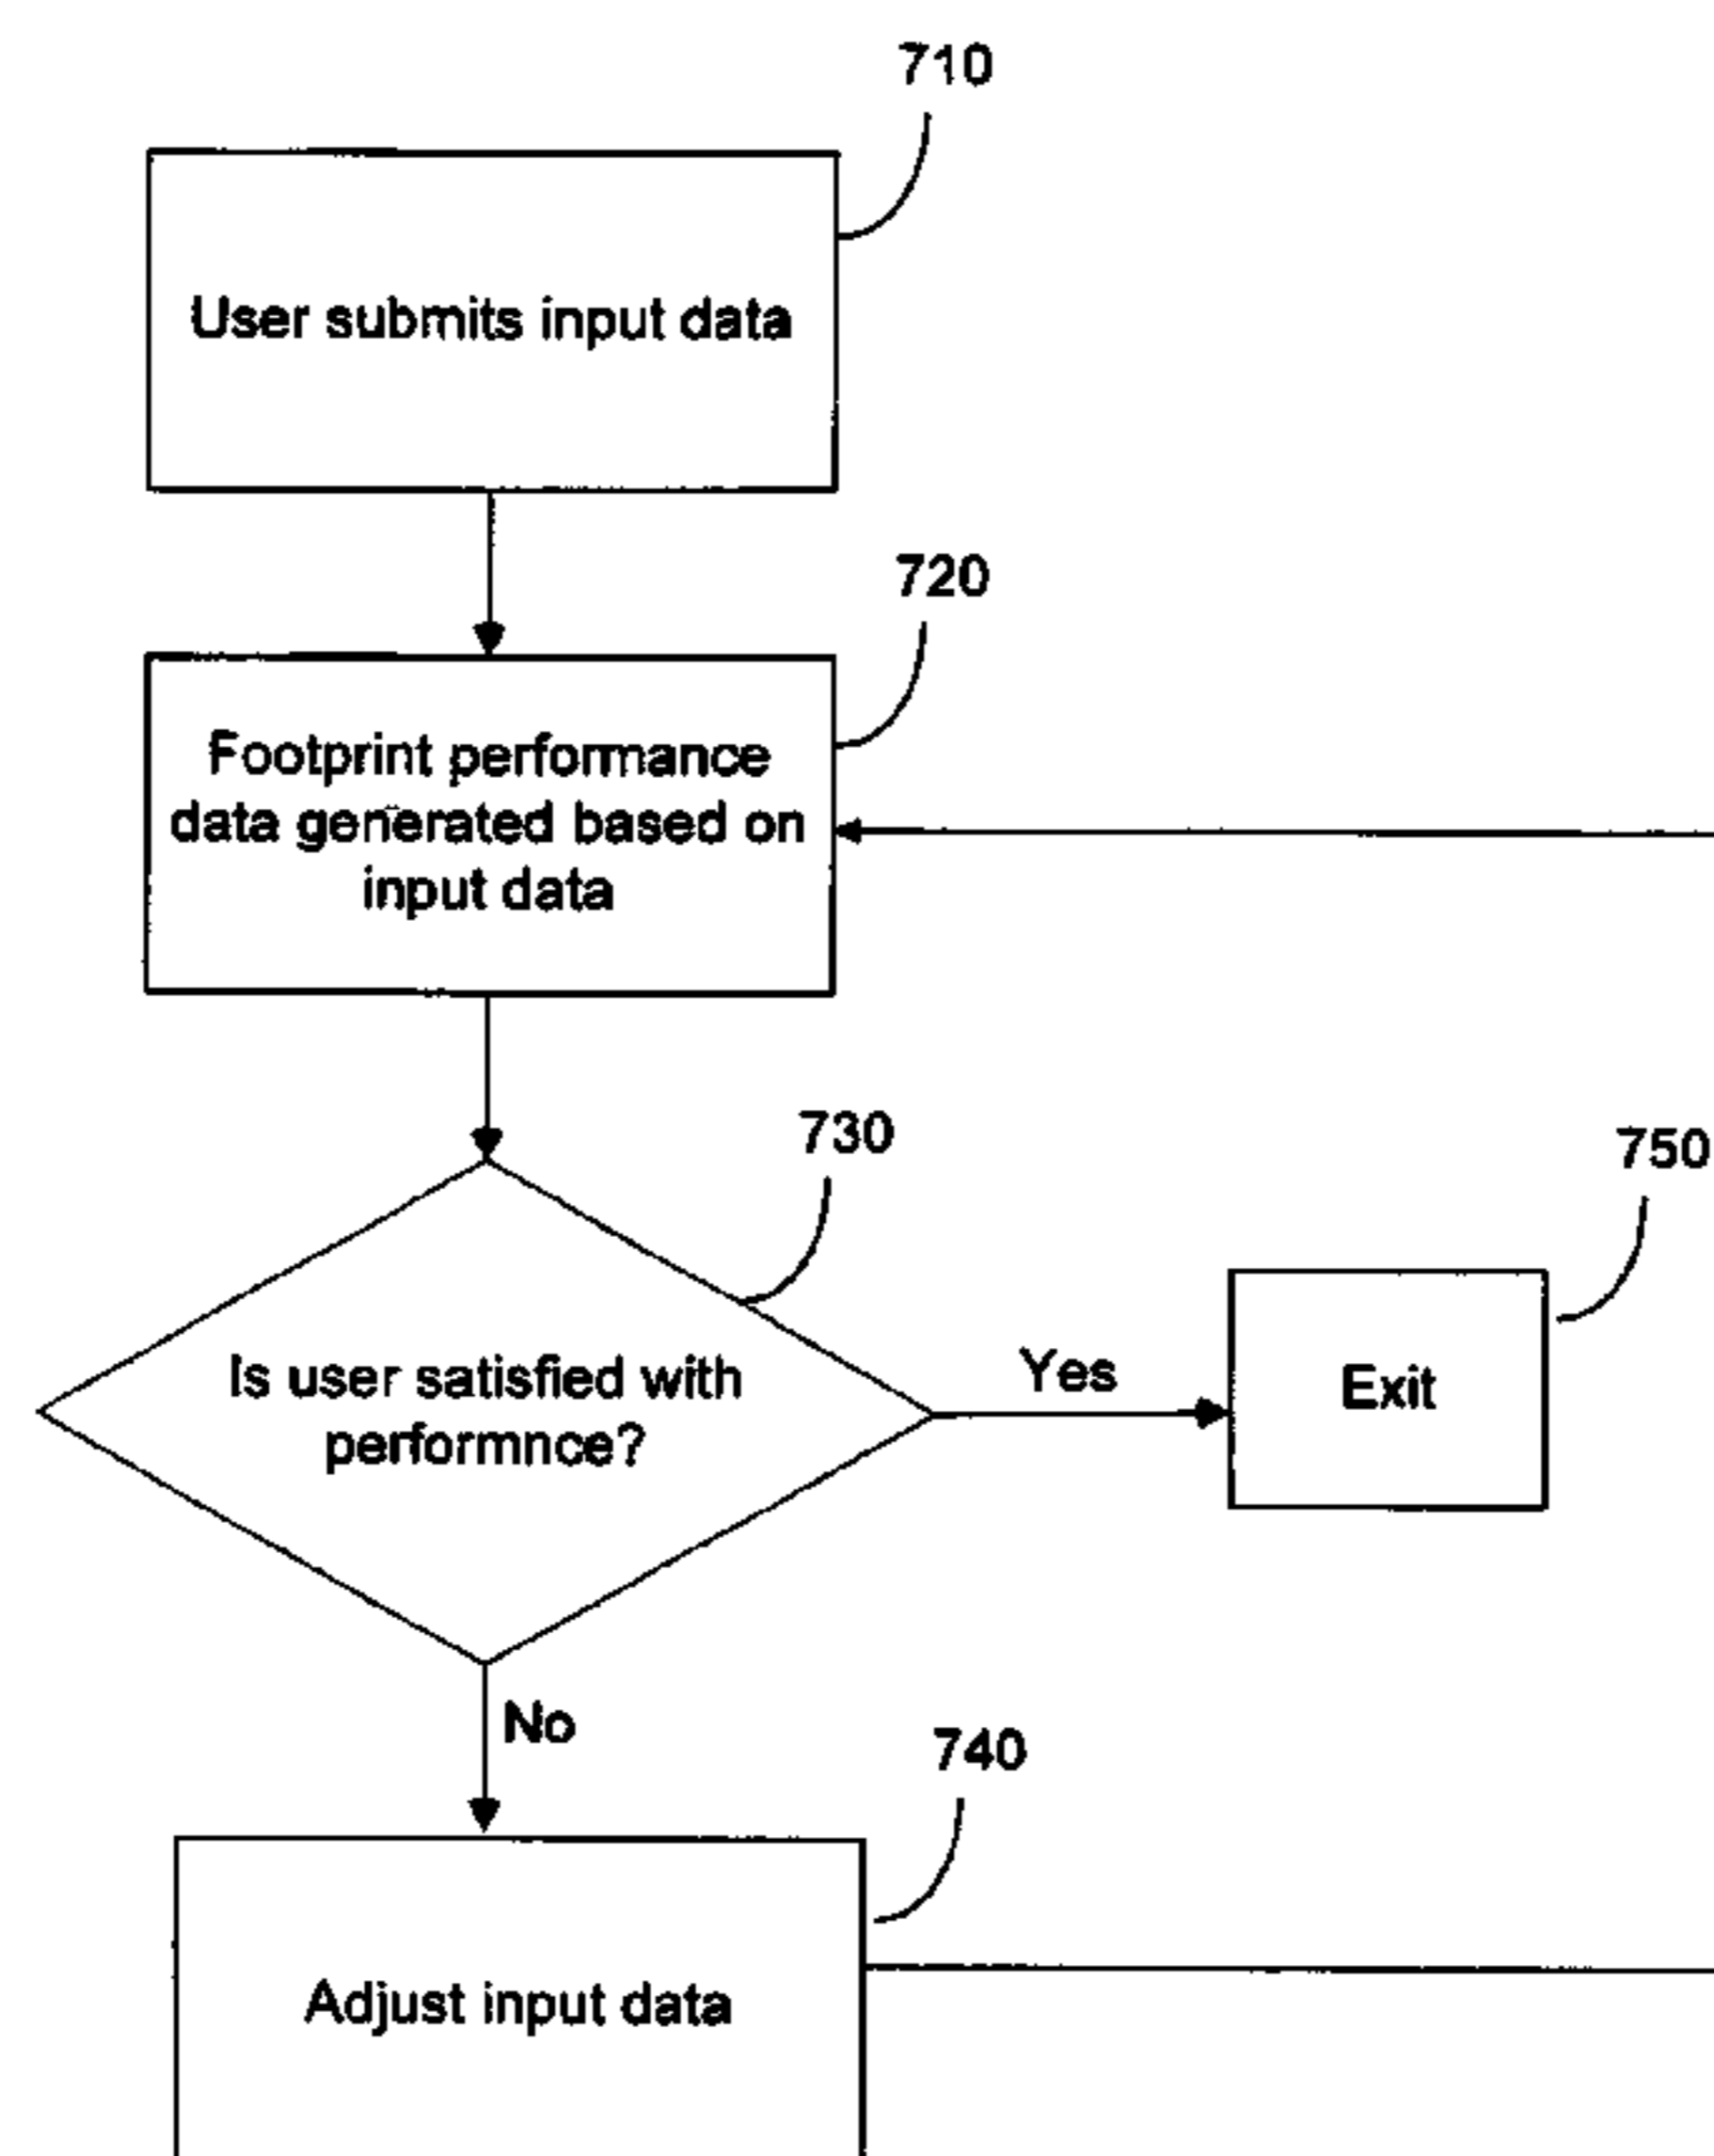 710
User submits input data
720
Footprint performance
data generated based on
input data
730
750
Is user satisfied with
performnce?
Yes
Exit
No
740
Adjust input data